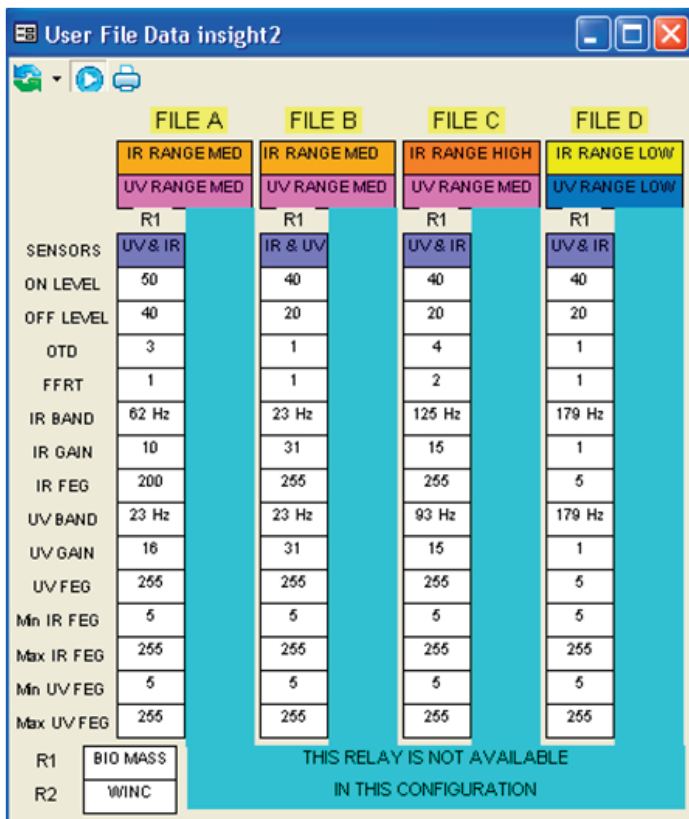 User File Data insight2
FILE A FILE B FILE C FILE D
IR RANGE MED IR RANGE MED IR RANGE HIGH IR RANGE LOW
UV RANGE MED UV RANGE MED UV RANGE MED UV RANGE LOW
R1 R1 R1 R1
SENSORS UV & IR IR & UV UV & IR UV & IR
ON LEVEL 50 40 40 40
OFF LEVEL 40 20 20 20
OTD 3 1 4 1
FFRT 1 1 2 1
IR BAND 62 Hz 23 Hz 125 Hz 179 Hz
IR GAIN 10 31 15 1
IR FEG 200 255 255 5
UV BAND 23 Hz 23 Hz 93 Hz 179 Hz
UV GAIN 16 31 15 1
UV FEG 255 255 255 5
Min IR FEG 5 5 5 5
Max IR FEG 255 255 255 255
Min UV FEG 5 5 5 5
Max UV FEG 255 255 255 255
R1 BIO MASS THIS RELAY IS NOT AVAILABLE
R2 WINC IN THIS CONFIGURATION